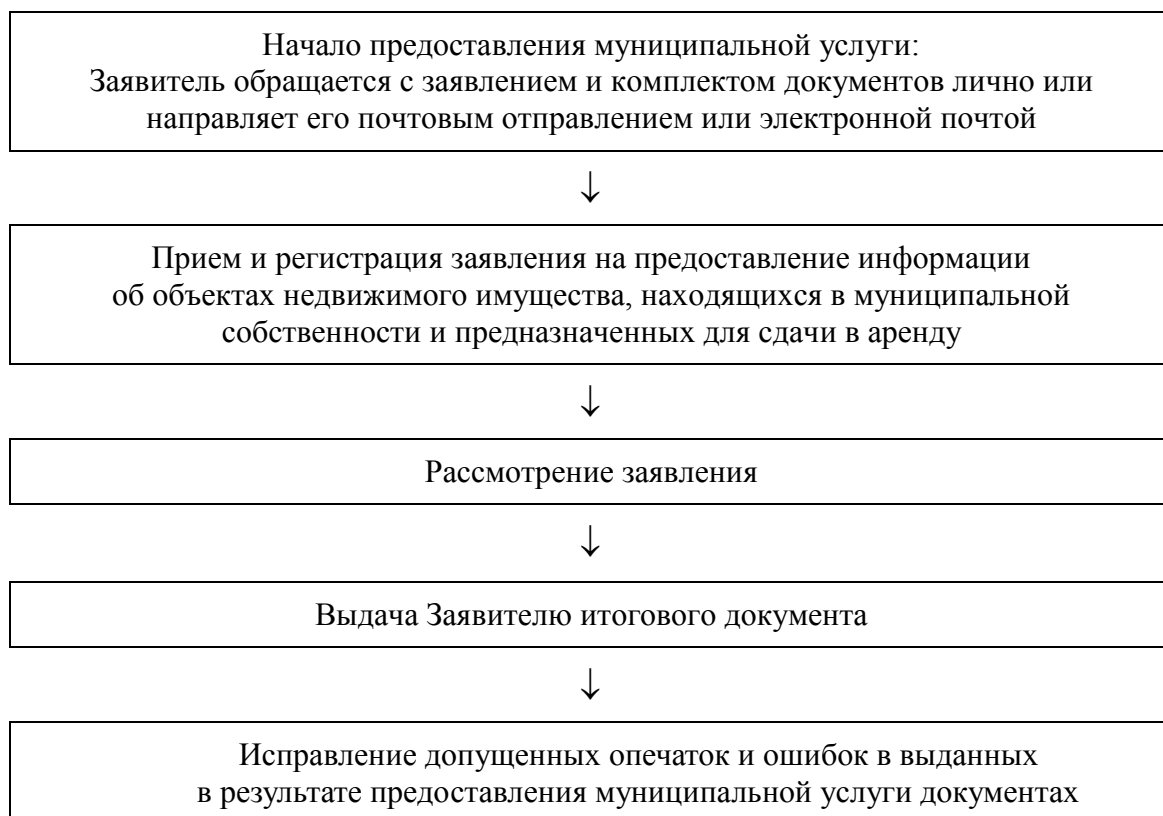 Начало предоставления муниципальной услуги:
Заявитель обращается с заявлением и комплектом документов лично или
направляет его почтовым отправлением или электронной почтой
↓
Прием и регистрация заявления на предоставление информации
об объектах недвижимого имущества, находящихся в муниципальной
собственности и предназначенных для сдачи в аренду
↓
Рассмотрение заявления
↓
Выдача Заявителю итогового документа
↓
Исправление допущенных опечаток и ошибок в выданных
в результате предоставления муниципальной услуги документах